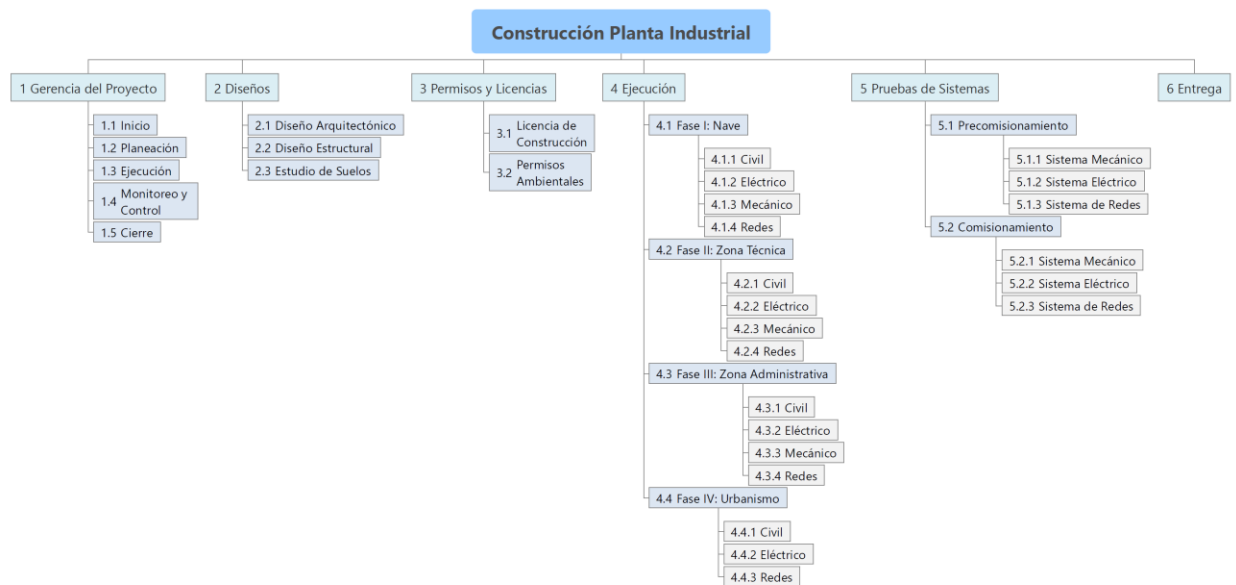 Construcción Planta Industrial
1 Gerencia del Proyecto
1.1 Inicio
1.2 Planeación
1.3 Ejecución
1.4 Monitoreo y
Control
1.5 Cierre
2 Diseños
2.1 Diseño Arquitectónico
2.2 Diseño Estructural
2.3 Estudio de Suelos
3 Permisos y Licencias
3.1 Licencia de
Construcción
3.2 Permisos
Ambientales
4 Ejecución
4.1 Fase I: Nave
4.1.1 Civil
4.1.2 Eléctrico
4.1.3 Mecánico
4.1.4 Redes
4.2 Fase II: Zona Técnica
4.2.1 Civil
4.2.2 Eléctrico
4.2.3 Mecánico
4.2.4 Redes
4.3 Fase III: Zona Administrativa
4.3.1 Civil
4.3.2 Eléctrico
4.3.3 Mecánico
4.3.4 Redes
4.4 Fase IV: Urbanismo
4.4.1 Civil
4.4.2 Eléctrico
4.4.3 Redes
5 Pruebas de Sistemas
5.1 Precomisionamiento
5.1.1 Sistema Mecánico
5.1.2 Sistema Eléctrico
5.1.3 Sistema de Redes
5.2 Comisionamiento
5.2.1 Sistema Mecánico
5.2.2 Sistema Eléctrico
5.2.3 Sistema de Redes
6 Entrega